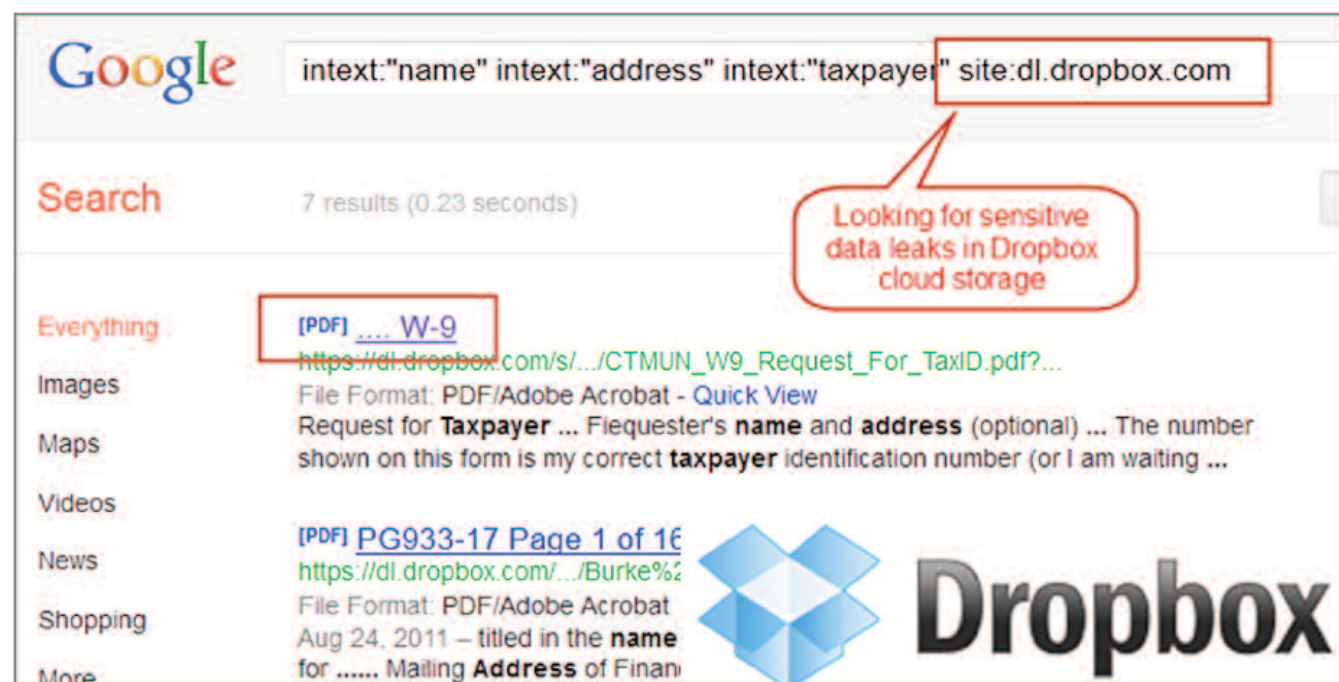 Google
intext:"name" intext:"address" intext:"taxpayer" site:dl.dropbox.com
Search
7 results (0.23 seconds)
Looking for sensitive
data leaks in Dropbox
cloud storage
Everything
Images
Maps
Videos
News
Shopping
More
[PDF] .... W-9
https://dl.dropbox.com/s/.../CTMUN_W9_Request_For_TaxID.pdf?...
File Format: PDF/Adobe Acrobat - Quick View
Request for Taxpayer ... Fiequester's name and address (optional) ... The number
shown on this form is my correct taxpayer identification number (or I am waiting ...
[PDF] PG933-17 Page 1 of 16
https://dl.dropbox.com/.../Burke%2
File Format: PDF/Adobe Acrobat
Aug 24, 2011 – titled in the name
for ...... Mailing Address of Finan
Dropbox